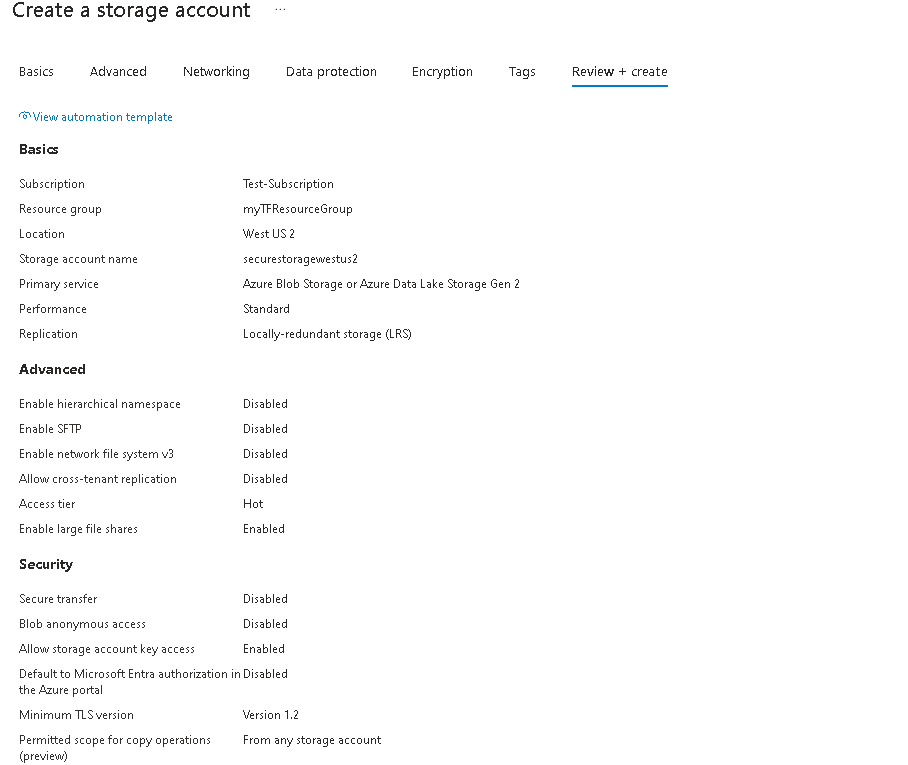 Create a storage account ...
Basics Advanced Networking Data protection Encryption Tags Review + create
View automation template
Basics
Subscription Test-Subscription
Resource group myTFResourceGroup
Location West US 2
Storage account name securestoragewestus2
Primary service Azure Blob Storage or Azure Data Lake Storage Gen 2
Performance Standard
Replication Locally-redundant storage (LRS)
Advanced
Enable hierarchical namespace Disabled
Enable SFTP Disabled
Enable network file system v3 Disabled
Allow cross-tenant replication Disabled
Access tier Hot
Enable large file shares Enabled
Security
Secure transfer Disabled
Blob anonymous access Disabled
Allow storage account key access Enabled
Default to Microsoft Entra authorization in Disabled
the Azure portal
Minimum TLS version Version 1.2
Permitted scope for copy operations From any storage account
(preview)